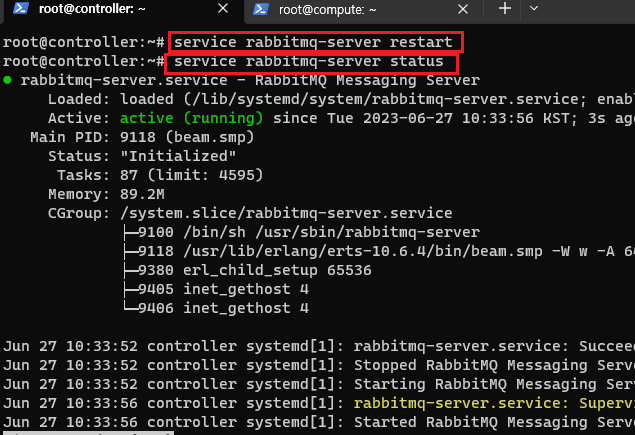 root@controller: ~ × root@compute: ~ × +
root@controller:~# service rabbitmq-server restart
root@controller:~# service rabbitmq-server status
● rabbitmq-server.service - RabbitMQ Messaging Server
Loaded: loaded (/lib/systemd/system/rabbitmq-server.service; enabl
Active: active (running) since Tue 2023-06-27 10:33:56 KST; 3s ago
Main PID: 9118 (beam.smp)
Status: "Initialized"
Tasks: 87 (limit: 4595)
Memory: 89.2M
CGroup: /system.slice/rabbitmq-server.service
├─9100 /bin/sh /usr/sbin/rabbitmq-server
├─9118 /usr/lib/erlang/erts-10.6.4/bin/beam.smp -W w -A 64
├─9380 erl_child_setup 65536
├─9405 inet_gethost 4
└─9406 inet_gethost 4
Jun 27 10:33:52 controller systemd[1]: rabbitmq-server.service: Succee
Jun 27 10:33:52 controller systemd[1]: Stopped RabbitMQ Messaging Serv
Jun 27 10:33:52 controller systemd[1]: Starting RabbitMQ Messaging Ser
Jun 27 10:33:56 controller systemd[1]: rabbitmq-server.service: Superv
Jun 27 10:33:56 controller systemd[1]: Started RabbitMQ Messaging Serv